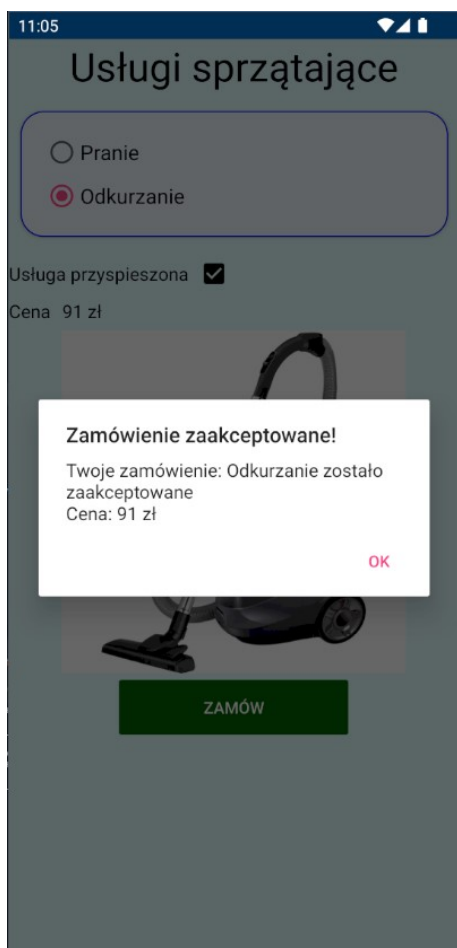 11:05
Usługi sprzątające
Pranie
Odkurzanie
Usługa przyspieszona
Cena 91 zł
Zamówienie zaakceptowane!
Twoje zamówienie: Odkurzanie zostało
zaakceptowane
Cena: 91 zł
OK
ZAMÓW